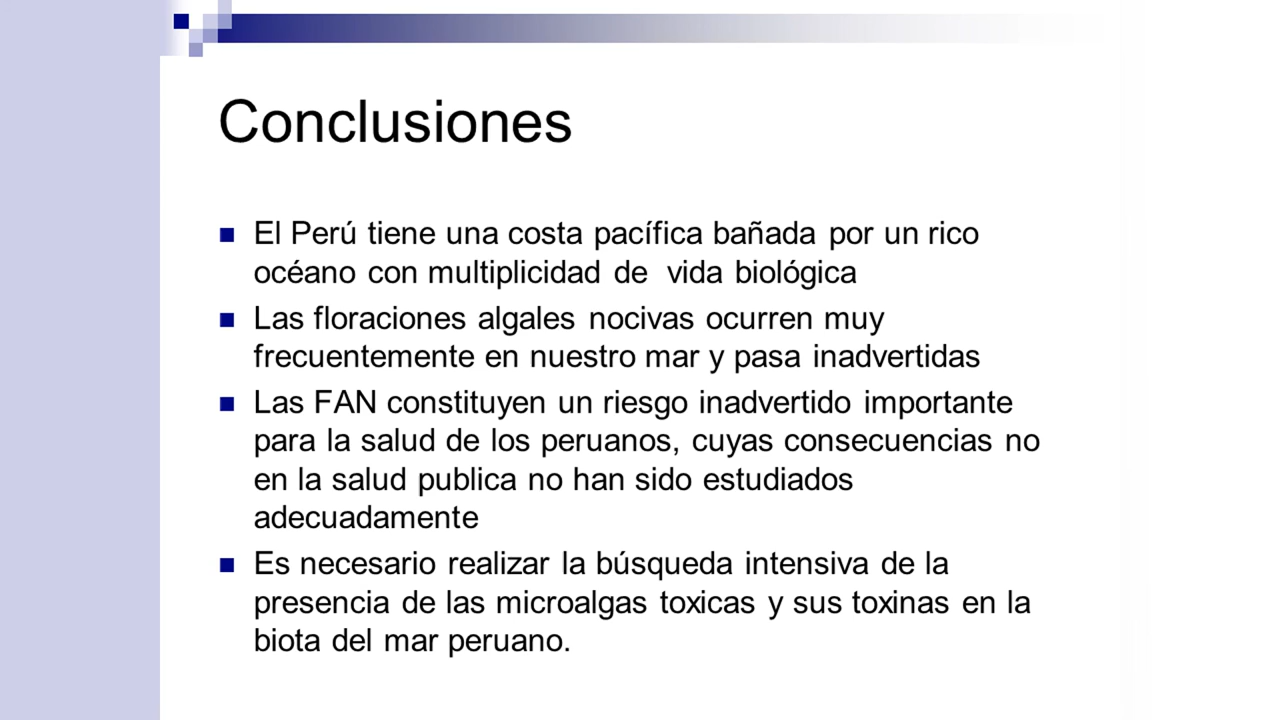 Conclusiones
El Perú tiene una costa pacífica bañada por un rico
océano con multiplicidad de vida biológica
Las floraciones algales nocivas ocurren muy
frecuentemente en nuestro mar y pasa inadvertidas
Las FAN constituyen un riesgo inadvertido importante
para la salud de los peruanos, cuyas consecuencias no
en la salud publica no han sido estudiados
adecuadamente
Es necesario realizar la búsqueda intensiva de la
presencia de las microalgas toxicas y sus toxinas en la
biota del mar peruano.